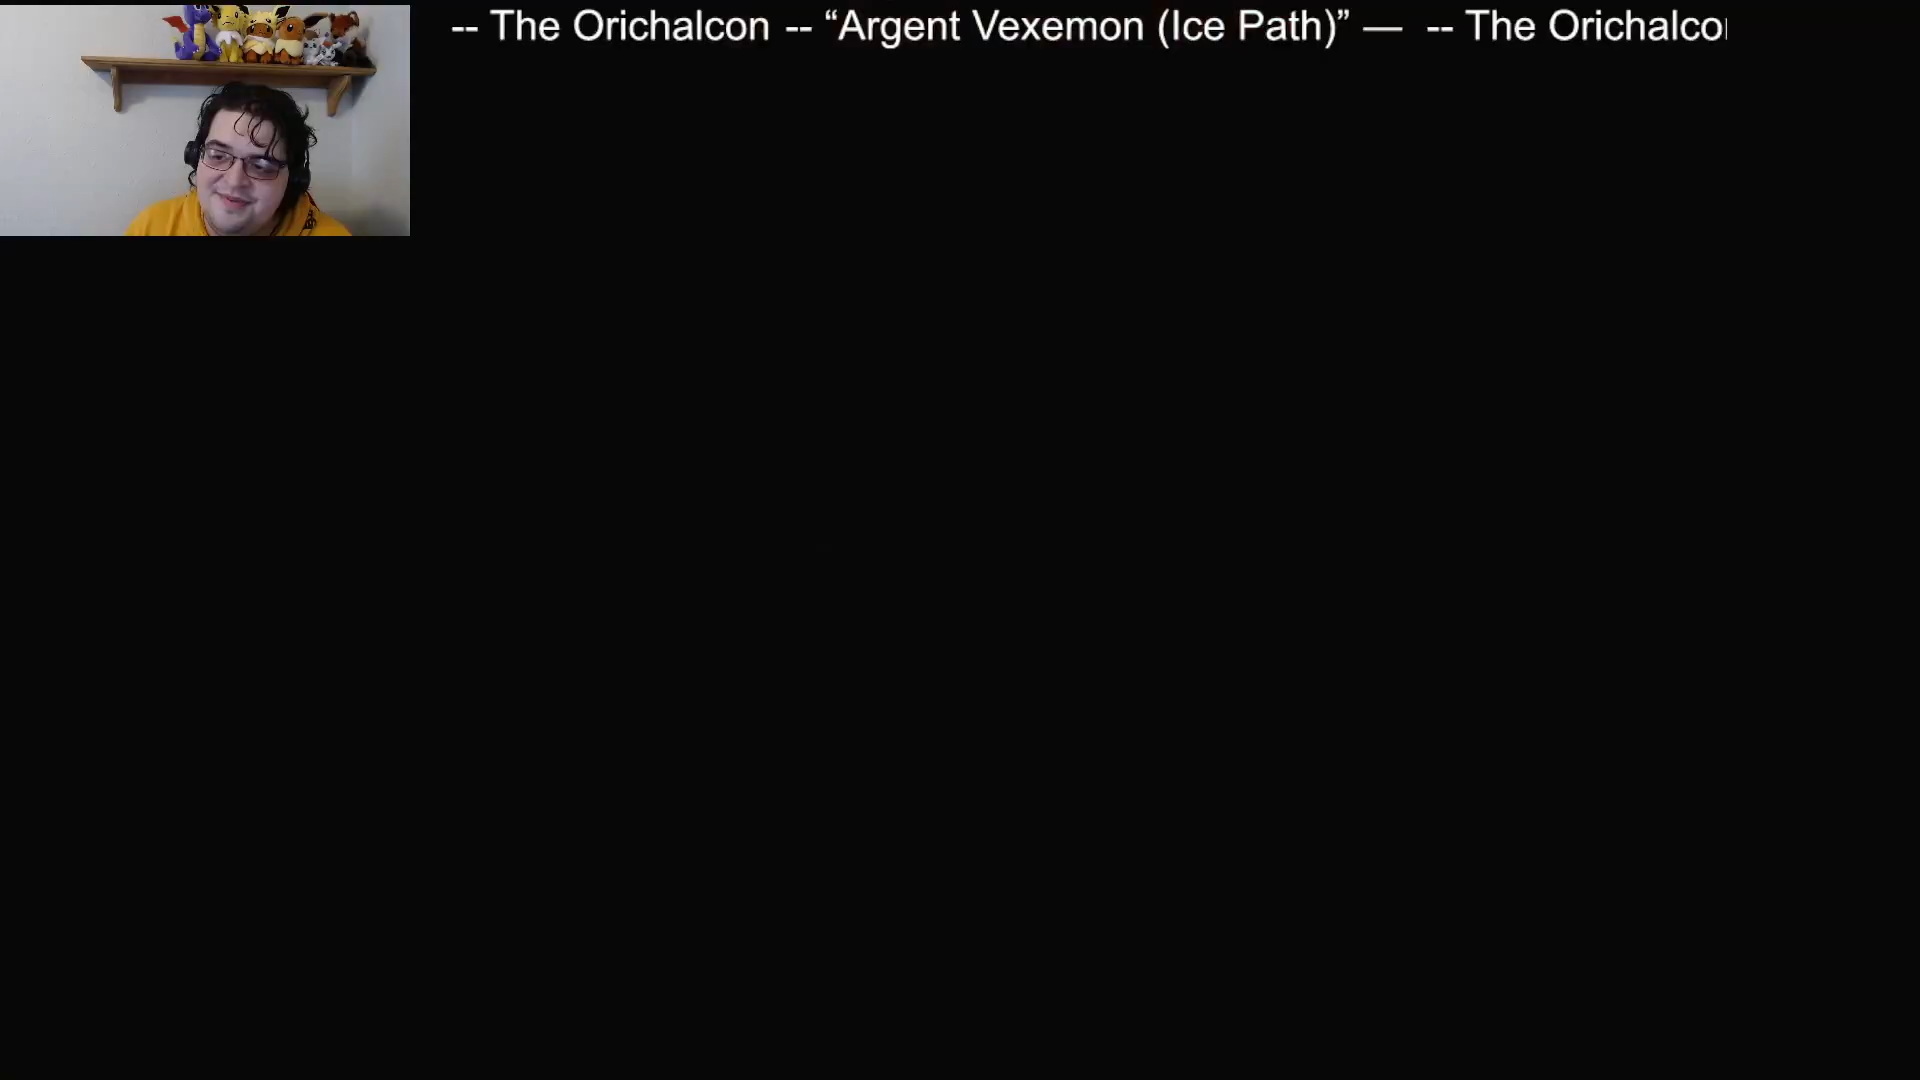 -- The Orichalcon -- “Argent Vexemon (Ice Path)” —  -- The Orichalco